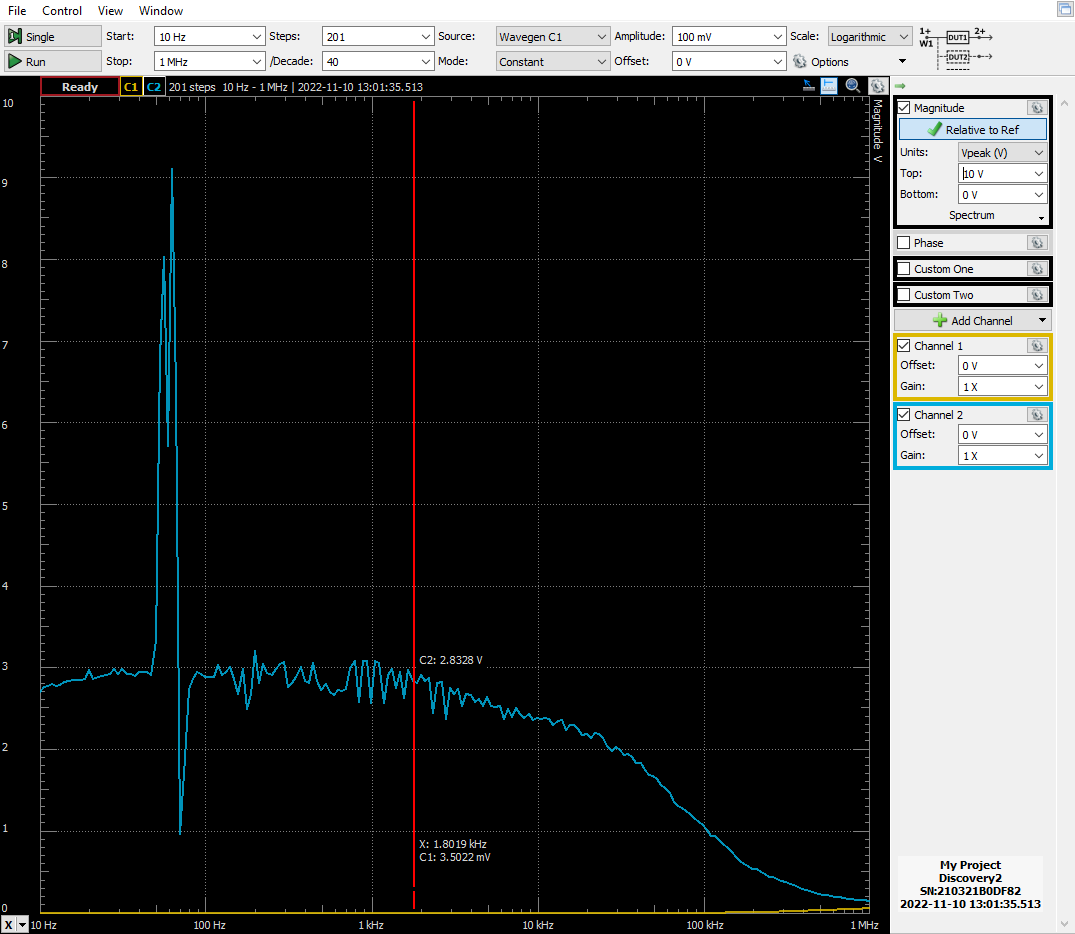 File Control View Window
Single Start: 10 Hz Steps: 201 Source: Wavegen C1 Amplitude: 100 mV Scale: Logarithmic 1+ W1 DUT1 2+
Run Stop: 1 MHz /Decade: 40 Mode: Constant Offset: 0 V Options DUT2
Ready C1 C2 201 steps 10 Hz - 1 MHz | 2022-11-10 13:01:35.513
Magnitude V
10
9
8
7
6
5
4
3
2
1
0
C2: 2.8328 V
X: 1.8019 kHz
C1: 3.5022 mV
X 10 Hz 100 Hz 1 kHz 10 kHz 100 kHz 1 MHz
Magnitude
Relative to Ref
Units: Vpeak (V)
Top: 10 V
Bottom: 0 V
Spectrum
Phase
Custom One
Custom Two
Add Channel
Channel 1
Offset: 0 V
Gain: 1 X
Channel 2
Offset: 0 V
Gain: 1 X
My Project
Discovery2
SN:210321B0DF82
2022-11-10 13:01:35.513